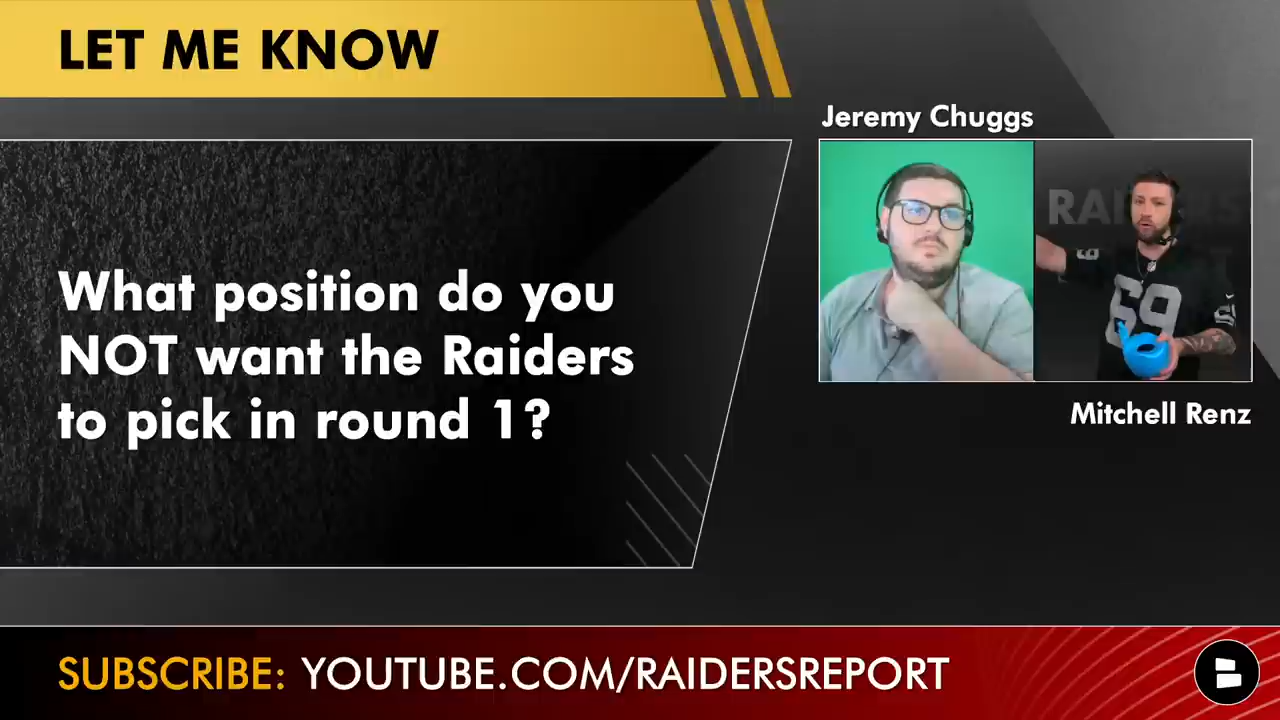 LET ME KNOW
Jeremy Chuggs
What position do you
NOT want the Raiders
to pick in round 1?
69
Mitchell Renz
SUBSCRIBE: YOUTUBE.COM/RAIDERSREPORT